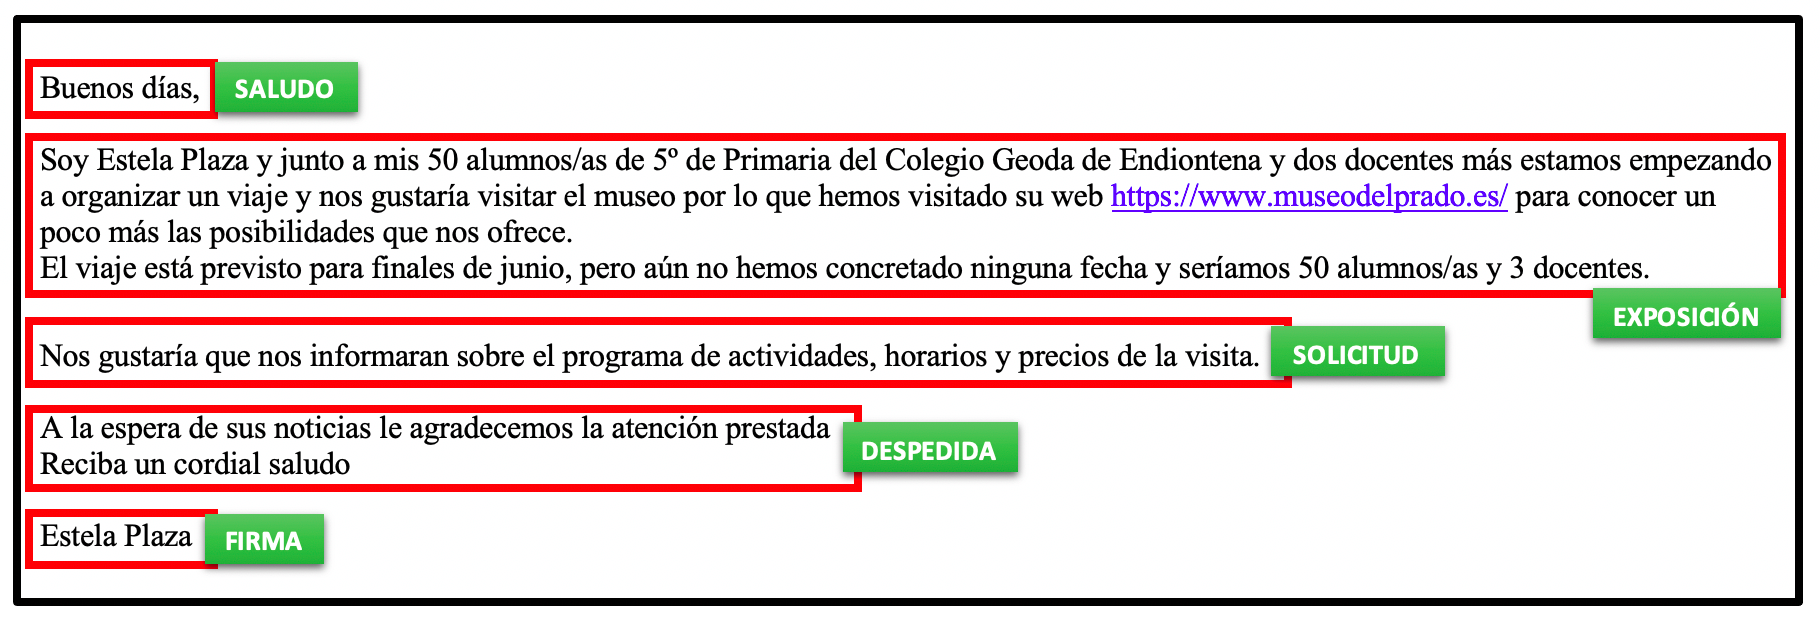 Buenos días, SALUDO
Soy Estela Plaza y junto a mis 50 alumnos/as de 5º de Primaria del Colegio Geoda de Endiontena y dos docentes más estamos empezando
a organizar un viaje y nos gustaría visitar el museo por lo que hemos visitado su web https://www.museodelprado.es/ para conocer un
poco más las posibilidades que nos ofrece.
El viaje está previsto para finales de junio, pero aún no hemos concretado ninguna fecha y seríamos 50 alumnos/as y 3 docentes.
EXPOSICIÓN
Nos gustaría que nos informaran sobre el programa de actividades, horarios y precios de la visita. SOLICITUD
A la espera de sus noticias le agradecemos la atención prestada
Reciba un cordial saludo
DESPEDIDA
Estela Plaza FIRMA